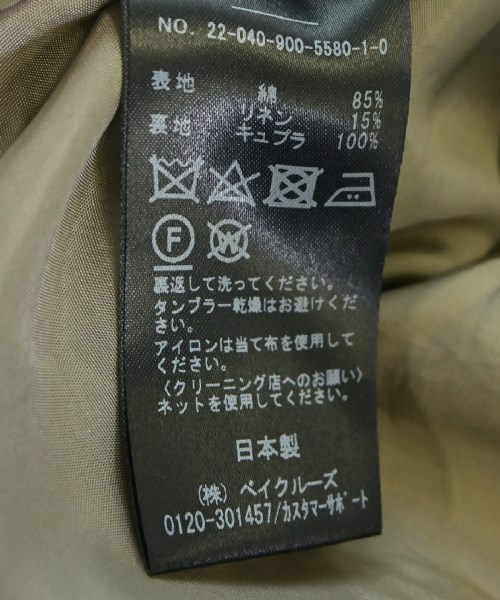 NO. 22-040-900-5580-1-0
表地 綿 85%
リネン 15%
裏地 キュプラ 100%
F W
裏返して洗ってください。
タンブラー乾燥はお避けくだ
さい。
アイロンは当て布を使用して
ください。
〈クリーニング店へのお願い〉
ネットを使用してください。
日本製
(株) ベイクルーズ
0120-301457/カスタマーサポート